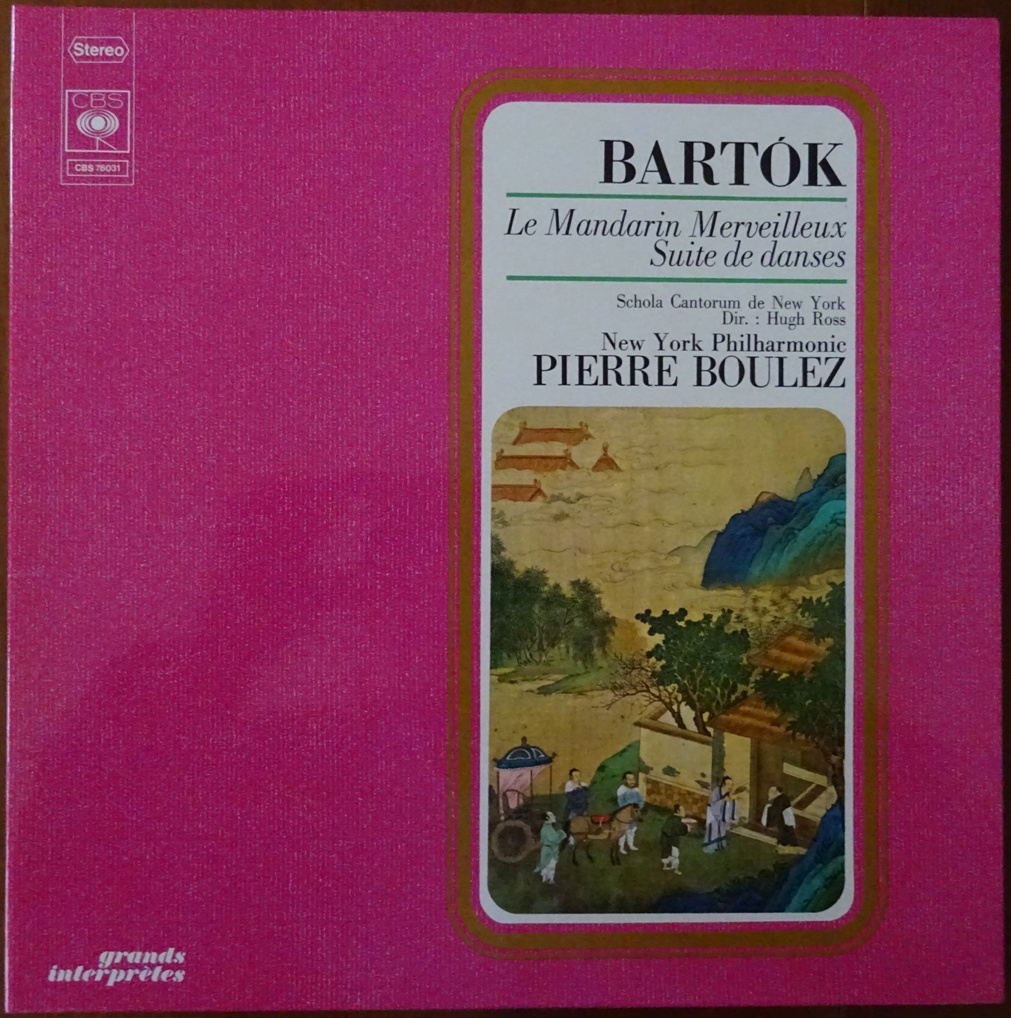 Stereo
CBS
CBS 76031
BARTÓK
Le Mandarin Merveilleux
Suite de danses
Schola Cantorum de New York
Dir. : Hugh Ross
New York Philharmonic
PIERRE BOULEZ
grands
interprètes